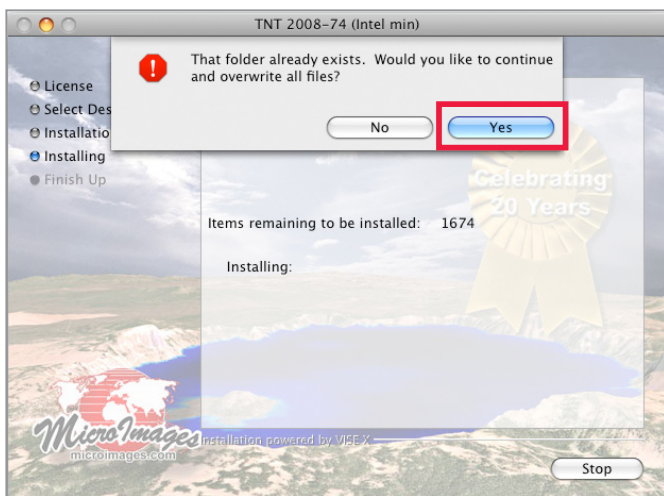 TNT 2008-74 (Intel min)
That folder already exists. Would you like to continue
and overwrite all files?
No
Yes
License
Select Des
Installatio
Installing
Finish Up
Celebrating
20 Years
Items remaining to be installed: 1674
Installing:
MicroImages
microimages.com
Installation powered by VISE X
Stop